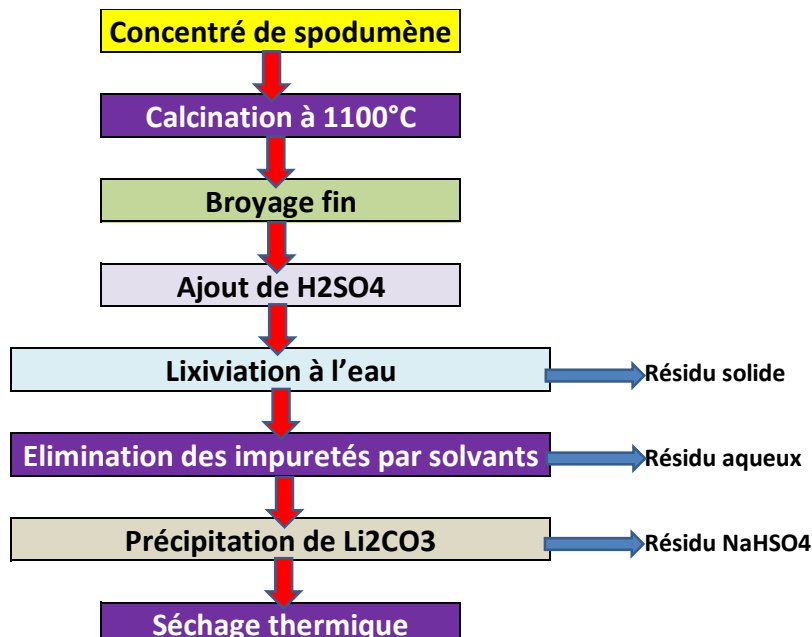 Concentré de spodumène
Calcination à 1100°C
Broyage fin
Ajout de H2SO4
Lixiviation à l’eau
Résidu solide
Elimination des impuretés par solvants
Résidu aqueux
Précipitation de Li2CO3
Résidu NaHSO4
Séchage thermique